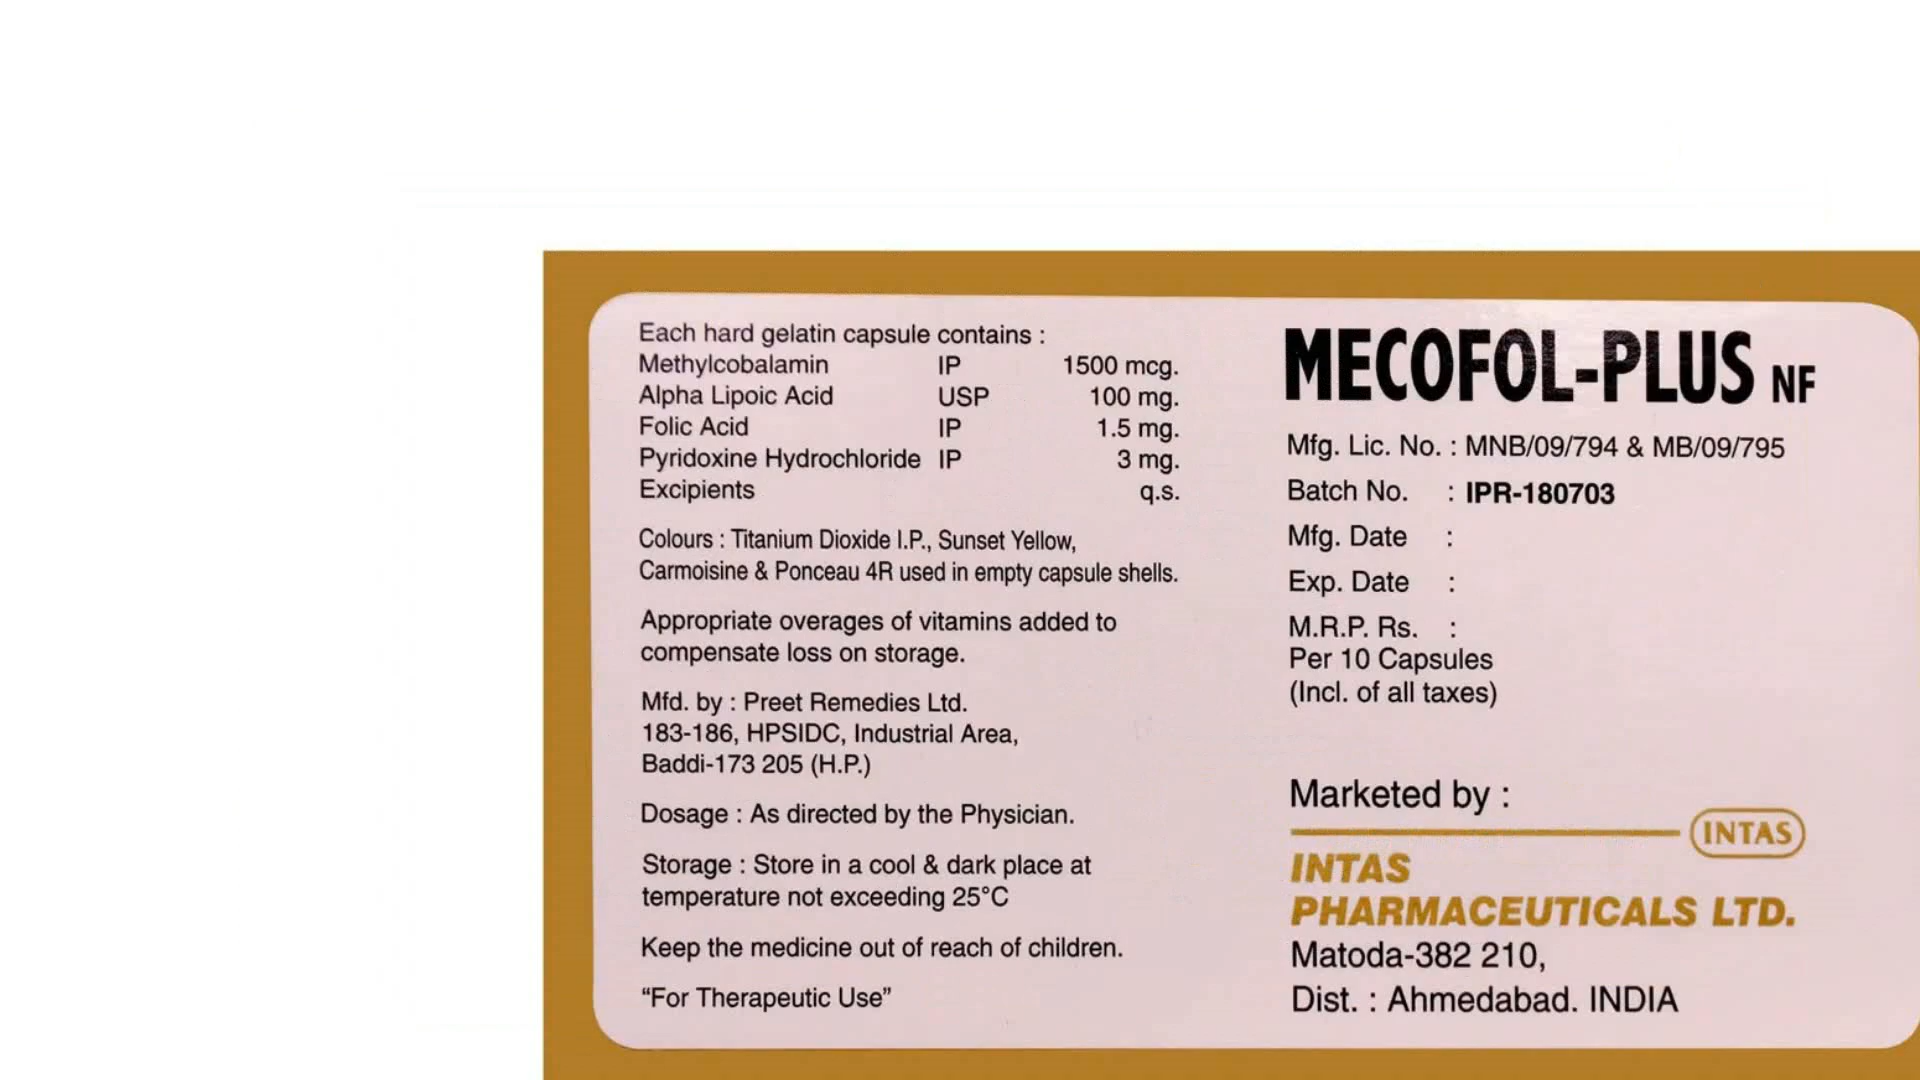 Each hard gelatin capsule contains :
Methylcobalamin IP 1500 mcg.
Alpha Lipoic Acid USP 100 mg.
Folic Acid IP 1.5 mg.
Pyridoxine Hydrochloride IP 3 mg.
Excipients q.s.
Colours : Titanium Dioxide I.P., Sunset Yellow,
Carmoisine & Ponceau 4R used in empty capsule shells.
Appropriate overages of vitamins added to
compensate loss on storage.
Mfd. by : Preet Remedies Ltd.
183-186, HPSIDC, Industrial Area,
Baddi-173 205 (H.P.)
Dosage : As directed by the Physician.
Storage : Store in a cool & dark place at
temperature not exceeding 25°C
Keep the medicine out of reach of children.
“For Therapeutic Use”
MECOFOL-PLUS NF
Mfg. Lic. No. : MNB/09/794 & MB/09/795
Batch No. : IPR-180703
Mfg. Date :
Exp. Date :
M.R.P. Rs. :
Per 10 Capsules
(Incl. of all taxes)
Marketed by :
INTAS
INTAS
PHARMACEUTICALS LTD.
Matoda-382 210,
Dist. : Ahmedabad. INDIA